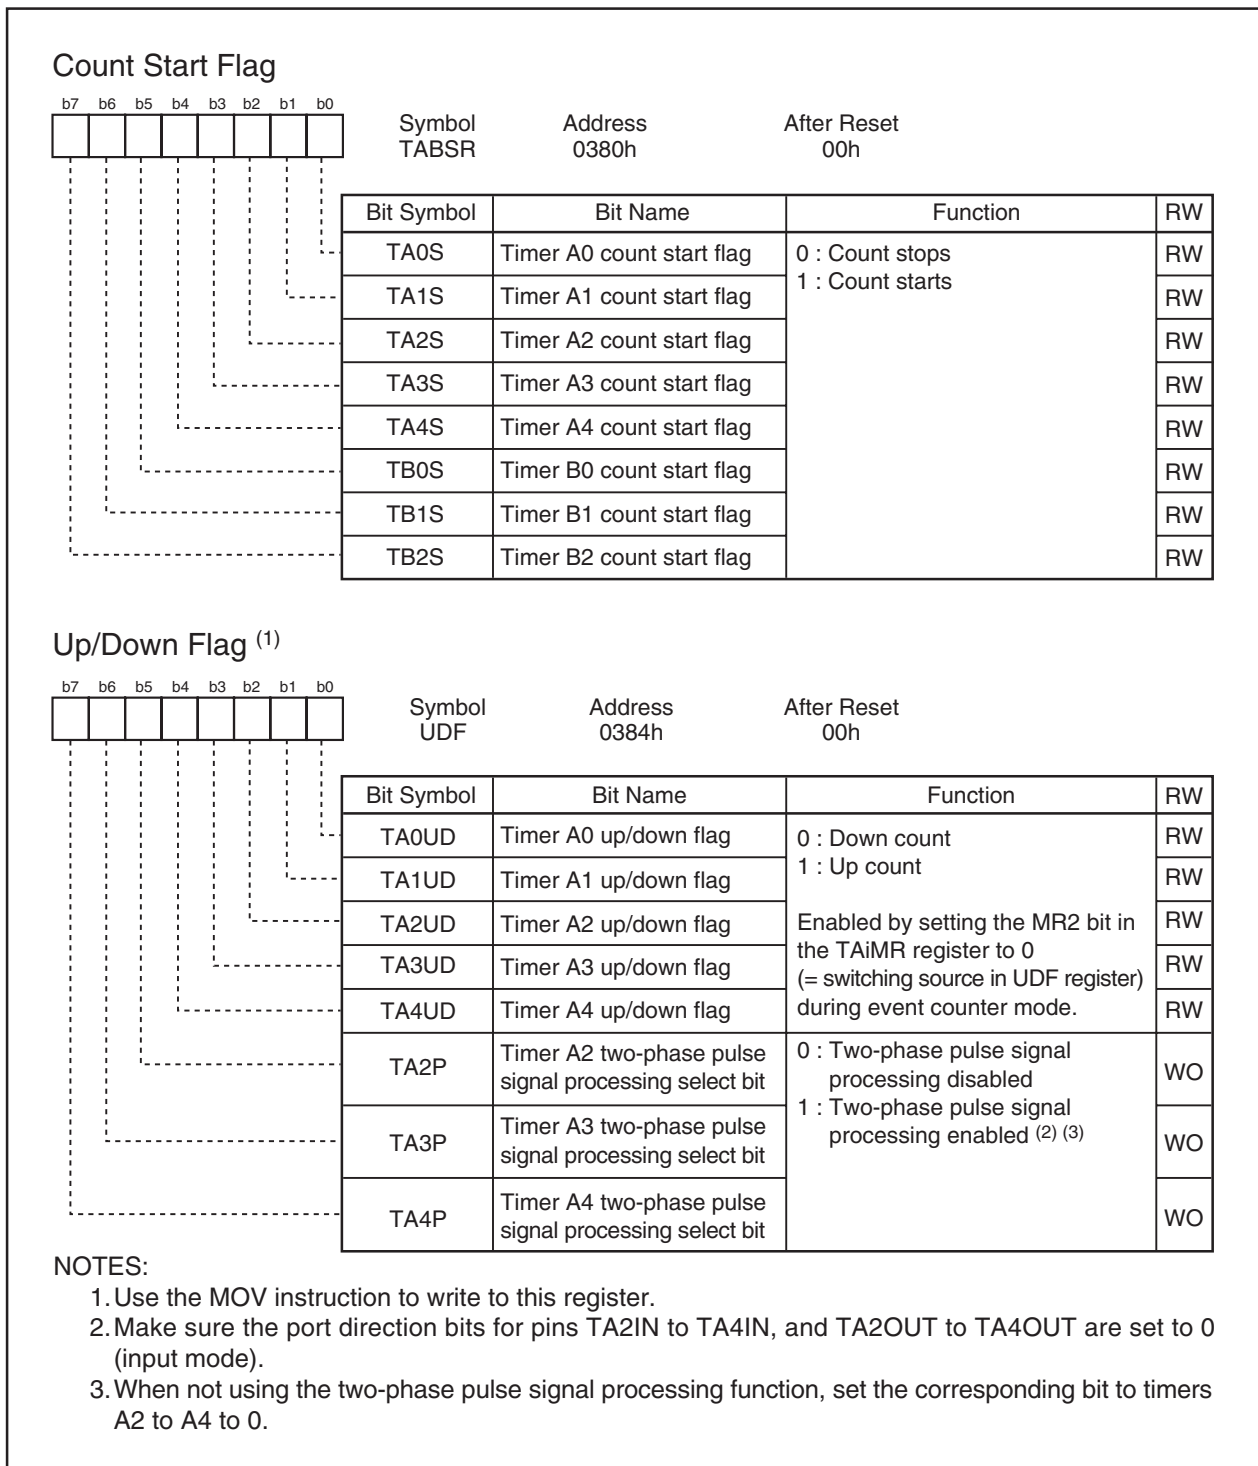 Count Start Flag
b7 b6 b5 b4 b3 b2 b1 b0
Symbol Address After Reset
TABSR 0380h 00h
Bit Symbol Bit Name Function RW
TA0S Timer A0 count start flag 0 : Count stops RW
1 : Count starts
TA1S Timer A1 count start flag RW
TA2S Timer A2 count start flag RW
TA3S Timer A3 count start flag RW
TA4S Timer A4 count start flag RW
TB0S Timer B0 count start flag RW
TB1S Timer B1 count start flag RW
TB2S Timer B2 count start flag RW
Up/Down Flag (1)
b7 b6 b5 b4 b3 b2 b1 b0
Symbol Address After Reset
UDF 0384h 00h
Bit Symbol Bit Name Function RW
TA0UD Timer A0 up/down flag 0 : Down count RW
1 : Up count
TA1UD Timer A1 up/down flag RW
TA2UD Timer A2 up/down flag Enabled by setting the MR2 bit in RW
the TAiMR register to 0
TA3UD Timer A3 up/down flag (= switching source in UDF register) RW
TA4UD Timer A4 up/down flag during event counter mode. RW
TA2P Timer A2 two-phase pulse 0 : Two-phase pulse signal WO
signal processing select bit processing disabled
1 : Two-phase pulse signal
TA3P Timer A3 two-phase pulse processing enabled (2) (3) WO
signal processing select bit
TA4P Timer A4 two-phase pulse WO
signal processing select bit
NOTES:
1. Use the MOV instruction to write to this register.
2. Make sure the port direction bits for pins TA2IN to TA4IN, and TA2OUT to TA4OUT are set to 0
(input mode).
3. When not using the two-phase pulse signal processing function, set the corresponding bit to timers
A2 to A4 to 0.